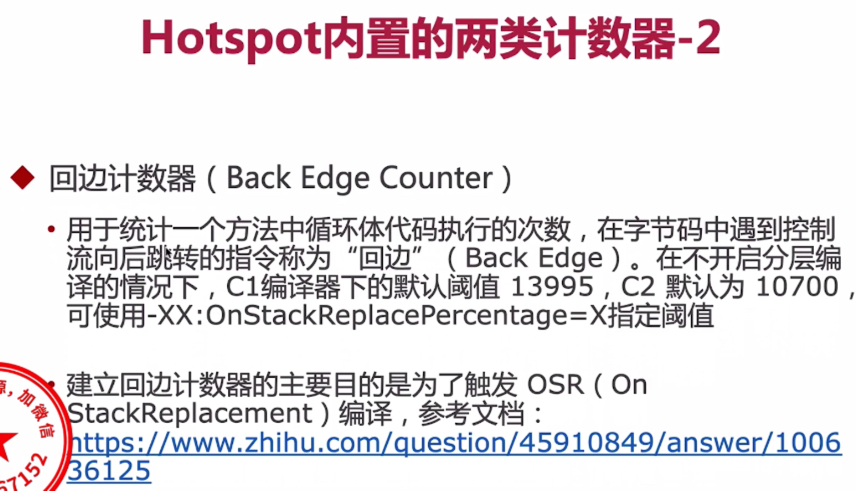 Hotspot内置的两类计数器-2
回边计数器（Back Edge Counter）
用于统计一个方法中循环体代码执行的次数，在字节码中遇到控制
流向后跳转的指令称为“回边”（Back Edge）。在不开启分层编
译的情况下，C1编译器下的默认阈值 13995，C2 默认为 10700，
可使用-XX:OnStackReplacePercentage=X指定阈值
建立回边计数器的主要目的是为了触发 OSR（On
StackReplacement）编译，参考文档：
https://www.zhihu.com/question/45910849/answer/1006
36125
源,加微信
67152